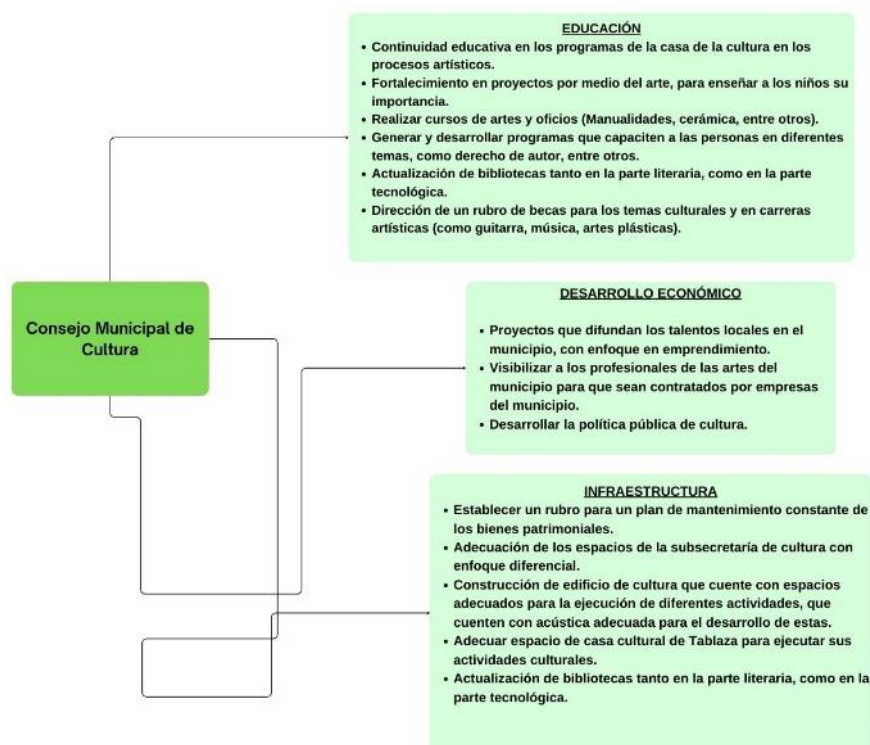 EDUCACIÓN
• Continuidad educativa en los programas de la casa de la cultura en los
procesos artísticos.
• Fortalecimiento en proyectos por medio del arte, para enseñar a los niños su
importancia.
• Realizar cursos de artes y oficios (Manualidades, cerámica, entre otros).
• Generar y desarrollar programas que capaciten a las personas en diferentes
temas, como derecho de autor, entre otros.
• Actualización de bibliotecas tanto en la parte literaria, como en la parte
tecnológica.
• Dirección de un rubro de becas para los temas culturales y en carreras
artísticas (como guitarra, música, artes plásticas).
Consejo Municipal de
Cultura
DESARROLLO ECONÓMICO
• Proyectos que difundan los talentos locales en el
municipio, con enfoque en emprendimiento.
• Visibilizar a los profesionales de las artes del
municipio para que sean contratados por empresas
del municipio.
• Desarrollar la política pública de cultura.
INFRAESTRUCTURA
• Establecer un rubro para un plan de mantenimiento constante de
los bienes patrimoniales.
• Adecuación de los espacios de la subsecretaría de cultura con
enfoque diferencial.
• Construcción de edificio de cultura que cuente con espacios
adecuados para la ejecución de diferentes actividades, que
cuenten con acústica adecuada para el desarrollo de estas.
• Adecuar espacio de casa cultural de Tablaza para ejecutar sus
actividades culturales.
• Actualización de bibliotecas tanto en la parte literaria, como en la
parte tecnológica.